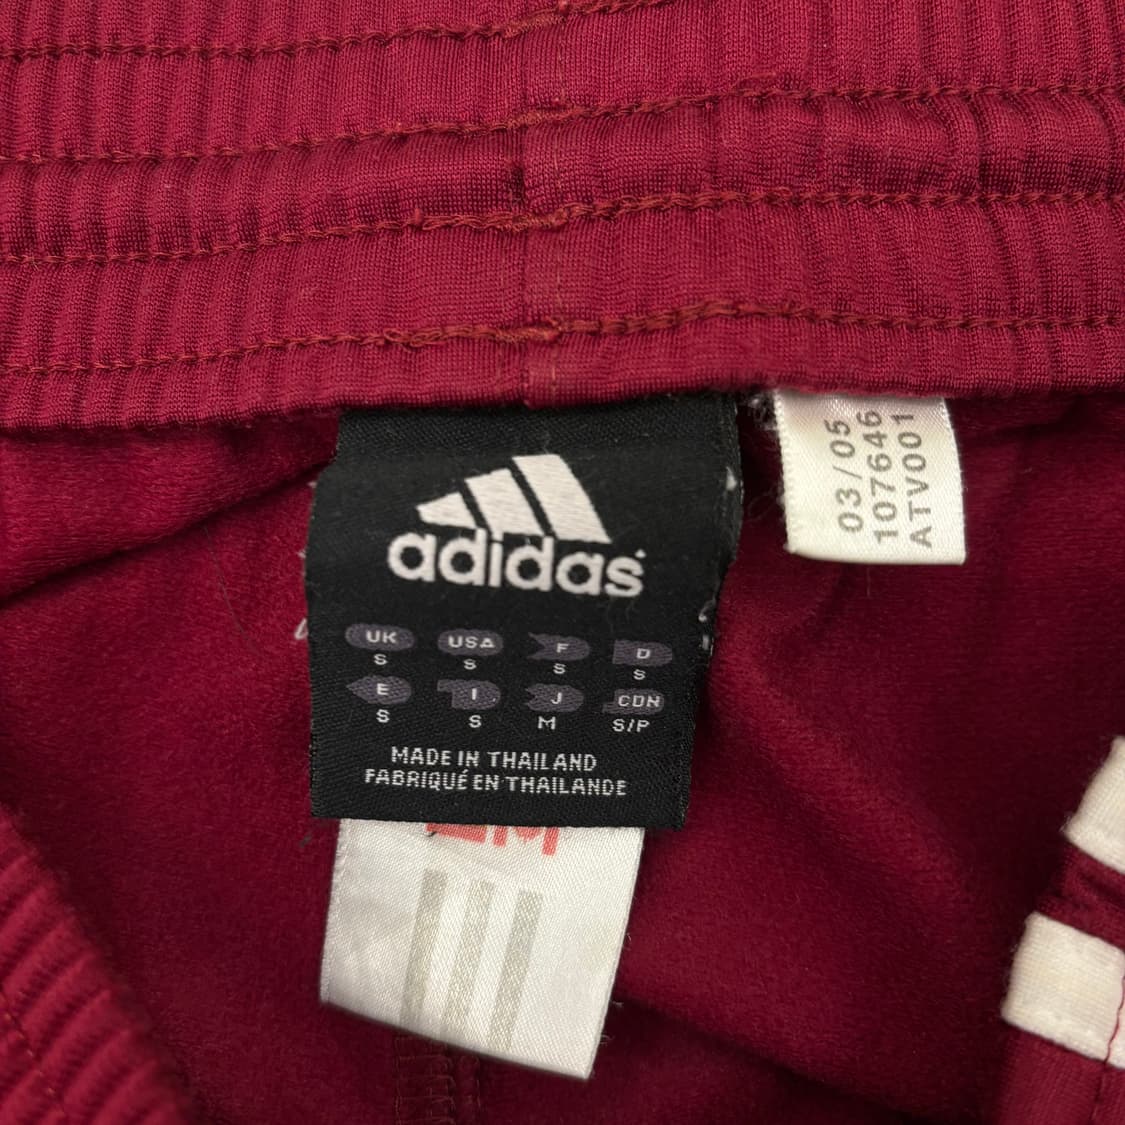 adidas
UK USA F D
S S S S
E I J CDN
S S M S/P
MADE IN THAILAND
FABRIQUÉ EN THAILANDE
03/05
107646
ATV001